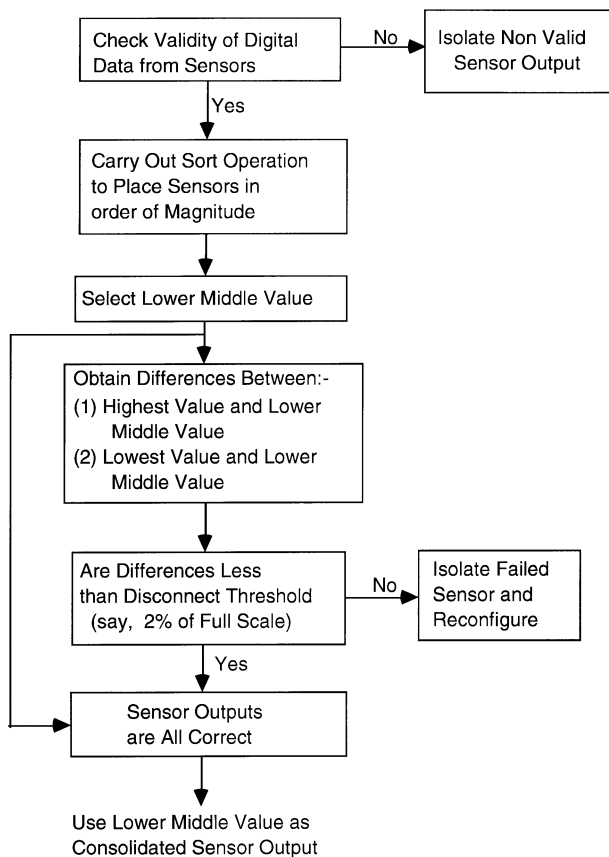 Check Validity of Digital
Data from Sensors
No
Isolate Non Valid
Sensor Output
Yes
Carry Out Sort Operation
to Place Sensors in
order of Magnitude
Select Lower Middle Value
Obtain Differences Between:-
(1) Highest Value and Lower
Middle Value
(2) Lowest Value and Lower
Middle Value
Are Differences Less
than Disconnect Threshold
(say, 2% of Full Scale)
No
Isolate Failed
Sensor and
Reconfigure
Yes
Sensor Outputs
are All Correct
Use Lower Middle Value as
Consolidated Sensor Output